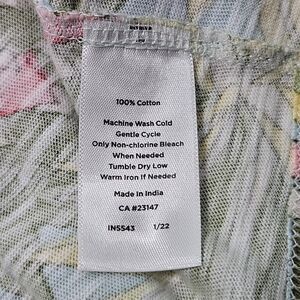 100% Cotton
Machine Wash Cold
Gentle Cycle
Only Non-chlorine Bleach
When Needed
Tumble Dry Low
Warm Iron If Needed
Made In India
CA #23147
IN5543 1/22